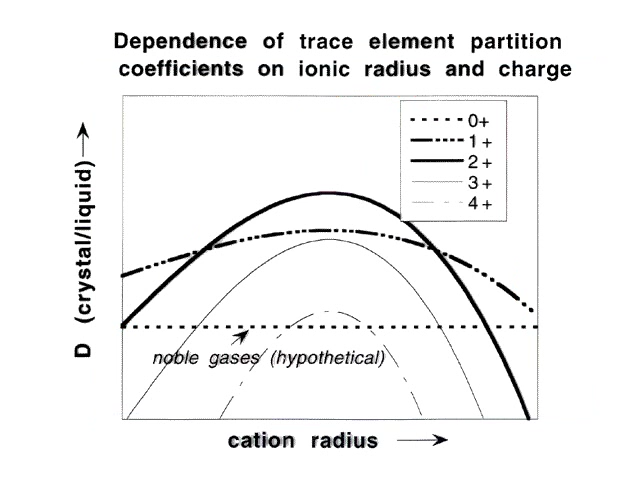 Dependence of trace element partition
coefficients on ionic radius and charge
0+
1+
2+
3+
4+
D (crystal/liquid)
noble gases (hypothetical)
cation radius